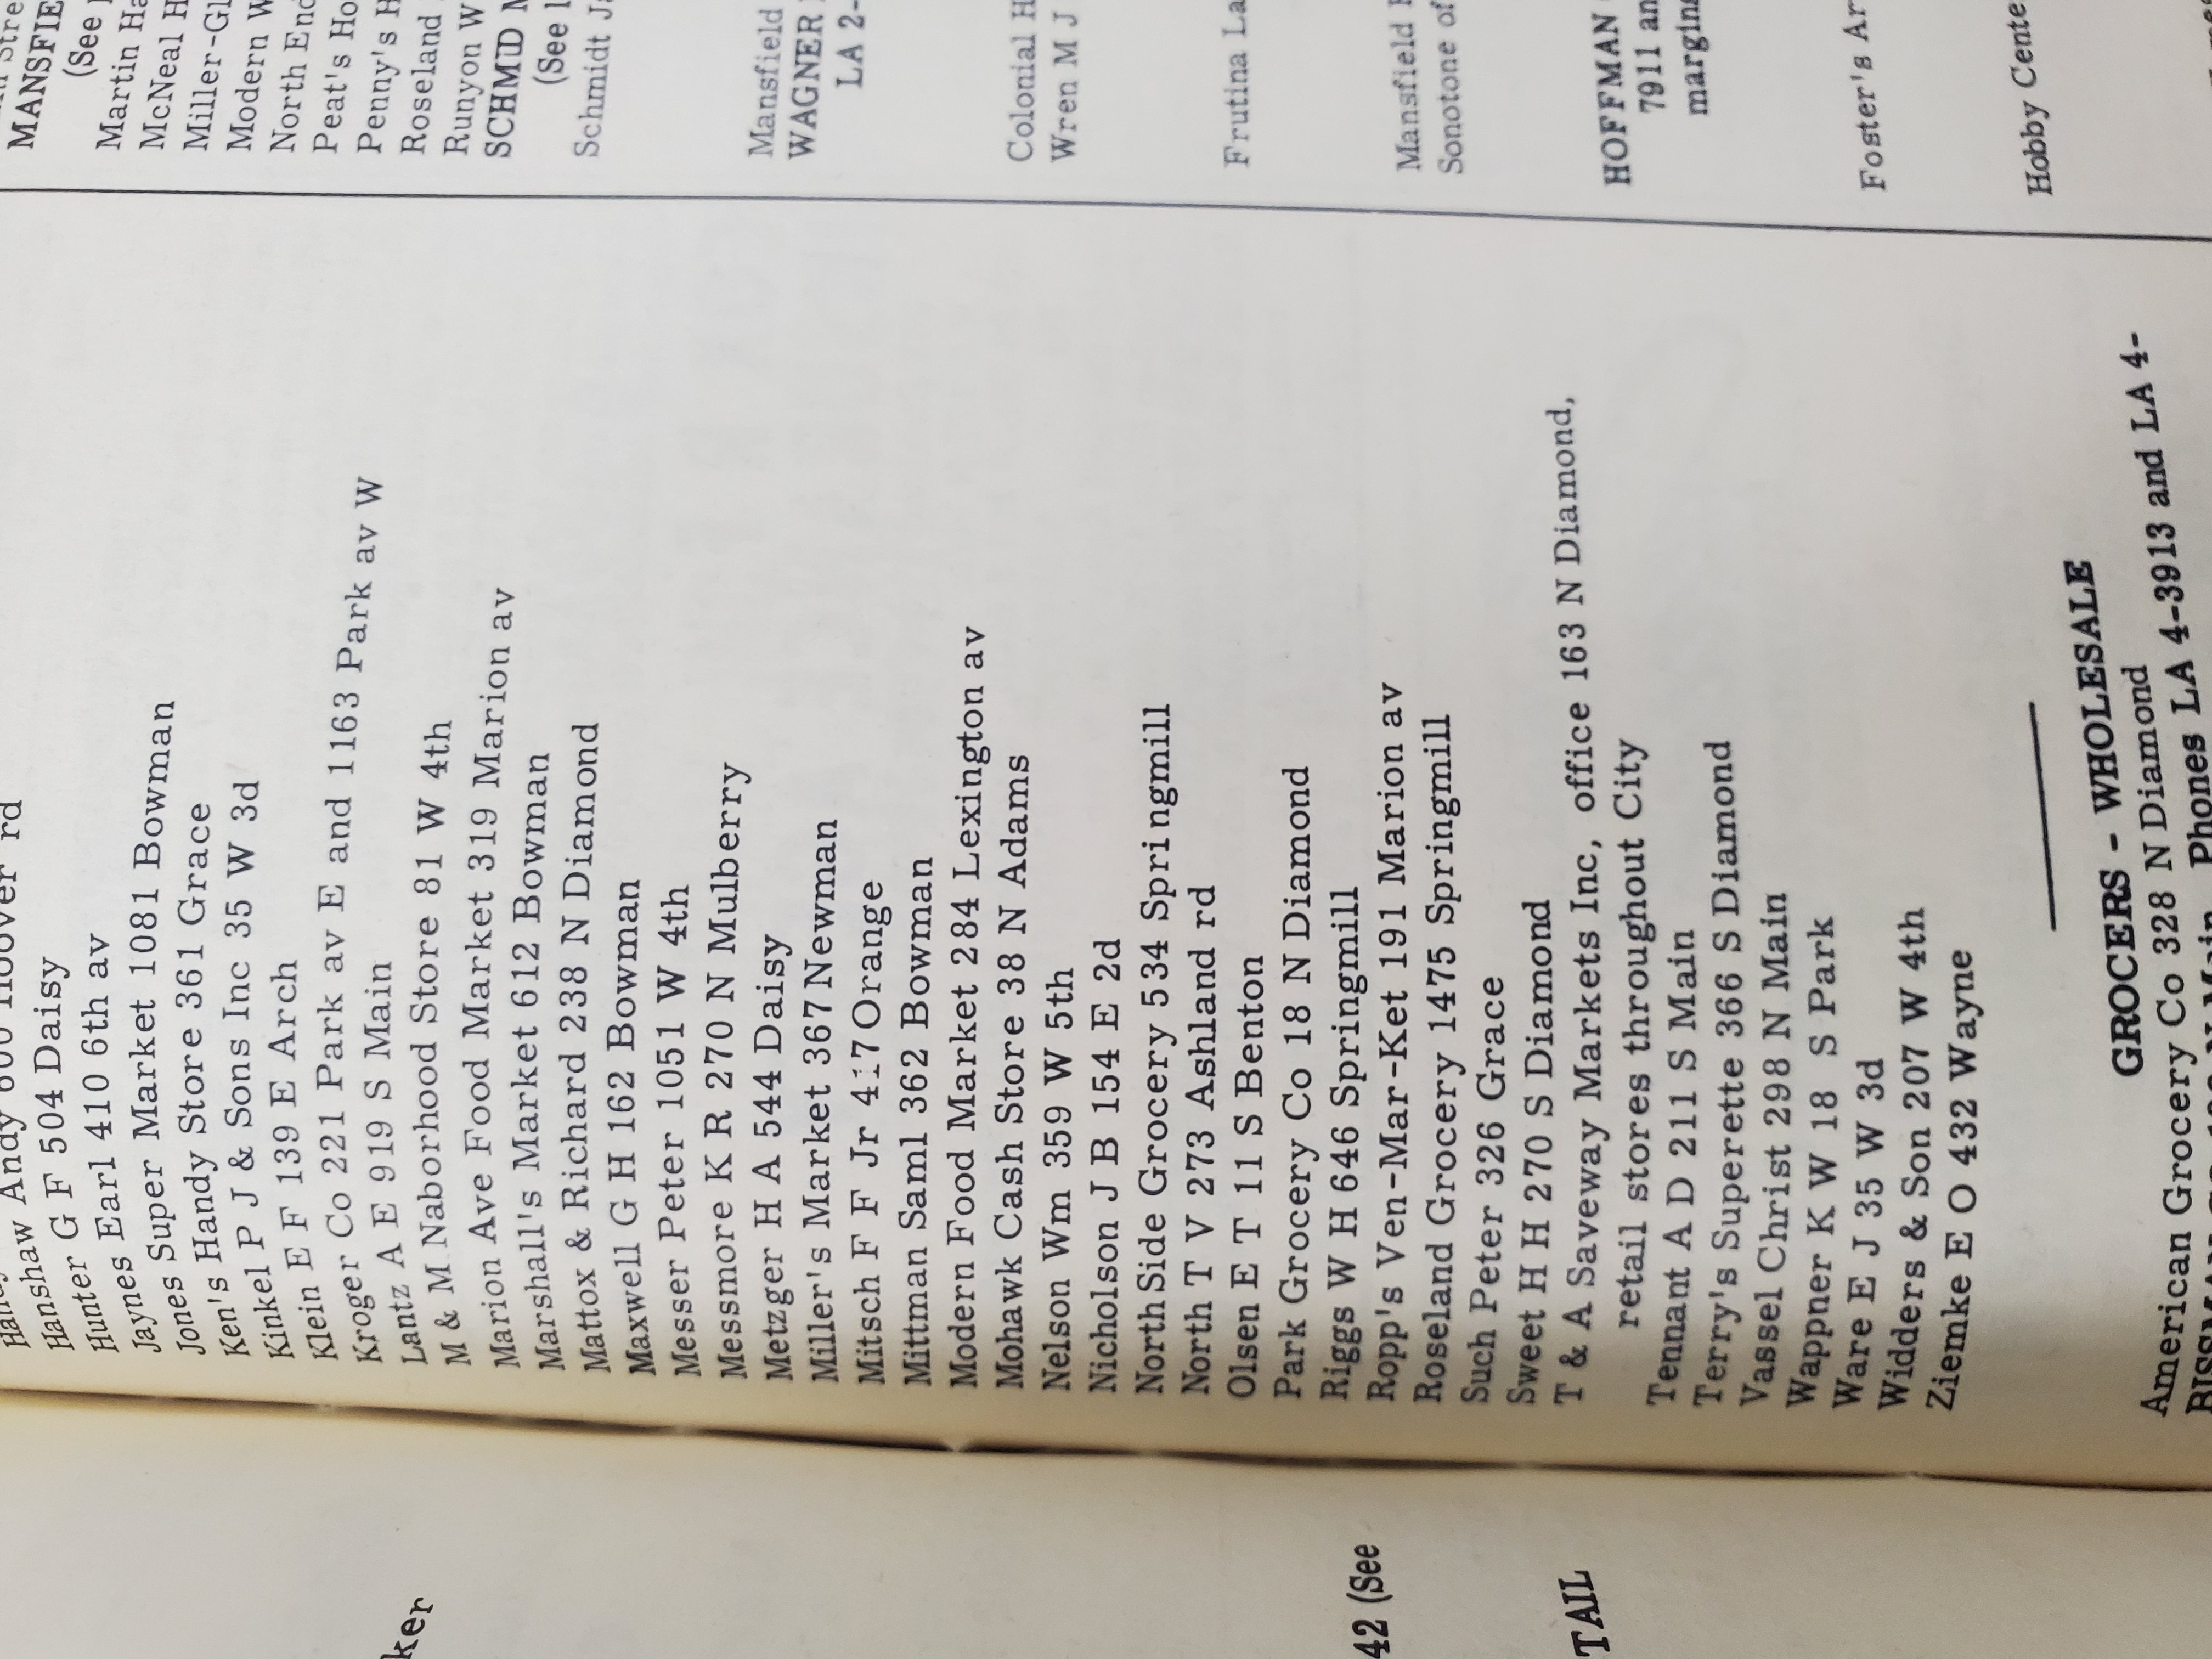 ker
42 (See
TAIL
Hanshaw Andy 600 Hoover rd
Hunter G F 504 Daisy
Haynes Earl 410 6th av
Jaynes Super Market 1081 Bowman
Jones Handy Store 361 Grace
Ken's
Kinkel P J & Sons Inc 35 W 3d
Klein E F 139 E Arch
Kroger Co 221 Park av E and 1163 Park av W
Lantz A E 919 S Main
M & M Naborhood Store 81 W 4th
Marion Ave Food Market 319 Marion av
Marshall's Market 612 Bowman
Mattox & Richard 238 N Diamond
Maxwell G H 162 Bowman
Messer Peter 1051 W 4th
Messmore K R 270 N Mulberry
Metzger H A 544 Daisy
Miller's Market 367 Newman
Mitsch F F Jr 417 Orange
Mittman Saml 362 Bowman
Modern Food Market 284 Lexington av
Mohawk Cash Store 38 N Adams
Nelson Wm 359 W 5th
Nicholson J B 154 E 2d
NorthSide Grocery 534 Springmill
North T V 273 Ashland rd
Olsen E T 11 S Benton
Park Grocery Co 18 N Diamond
Riggs W H 646 Springmill
Ropp's Ven-Mar-Ket 191 Marion av
Roseland Grocery 1475 Springmill
Such Peter 326 Grace
Sweet H H 270 S Diamond
T & A Saveway Markets Inc, office 163 N Diamond,
retail stores throughout City
Tennant A D 211 S Main
Terry's Superette 366 S Diamond
Vassel Christ 298 N Main
Wappner K W 18 S Park
Ware E J 35 W 3d
Widders & Son 207 W 4th
Ziemke E O 432 Wayne
GROCERS - WHOLESALE
American Grocery Co 328 N Diamond
Phones LA 4-3913 and LA 4-
MANSFIE
(See
Martin Ha
McNeal H
Miller-Gl
Modern W
North End
Peat's Ho
Penny's H
Roseland
Runyon W
SCHMID M
(See
Schmidt Ja
Mansfield
WAGNER
LA 2-
Colonial H
Wren M J
Frutina La
Mansfield
Sonotone of
HOFFMAN
7911 an
margins
Foster's Ar
Hobby Cente